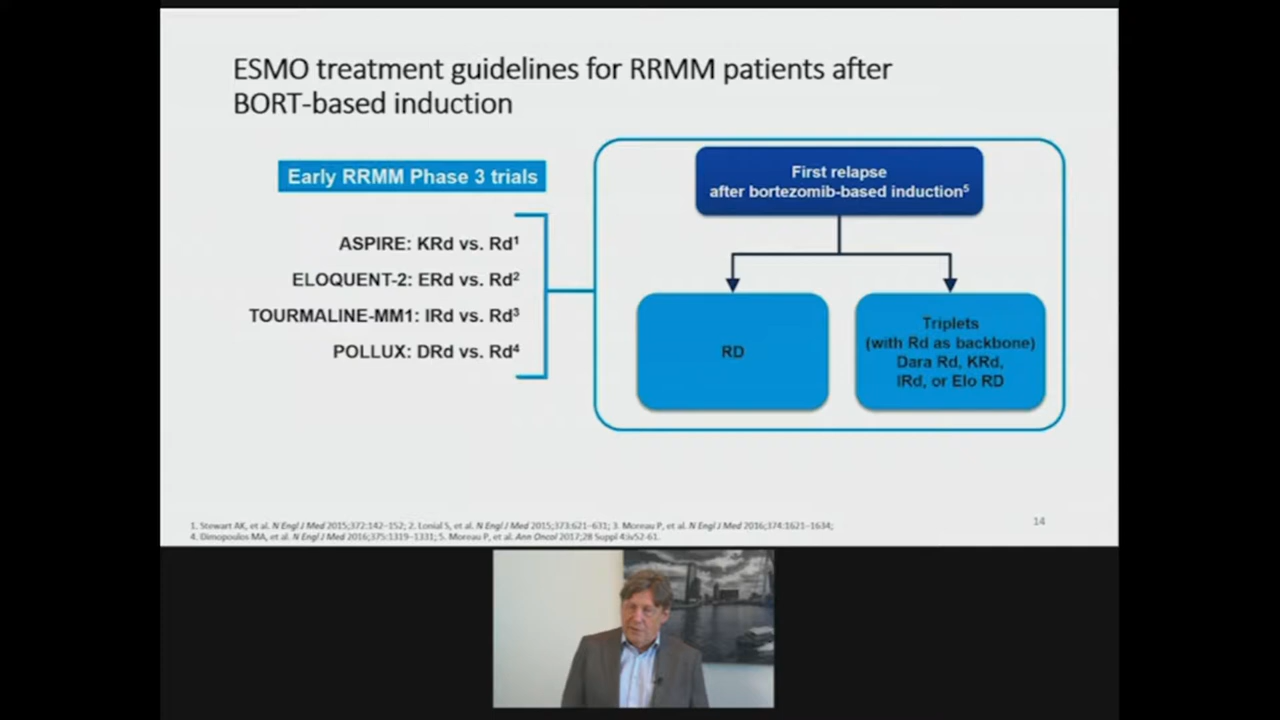 ESMO treatment guidelines for RRMM patients after
BORT-based induction
Early RRMM Phase 3 trials
ASPIRE: KRd vs. Rd¹
ELOQUENT-2: ERd vs. Rd²
TOURMALINE-MM1: IRd vs. Rd³
POLLUX: DRd vs. Rd⁴
First relapse
after bortezomib-based induction⁵
RD
Triplets
(with Rd as backbone)
Dara Rd, KRd,
IRd, or Elo RD
14
1. Stewart AK, et al. N Engl J Med 2015;372:142–152; 2. Lonial S, et al. N Engl J Med 2015;373:621–631; 3. Moreau P, et al. N Engl J Med 2016;374:1621–1634;
4. Dimopoulos MA, et al. N Engl J Med 2016;375:1319–1331; 5. Moreau P, et al. Ann Oncol 2017;28 Suppl 4:iv52-61.